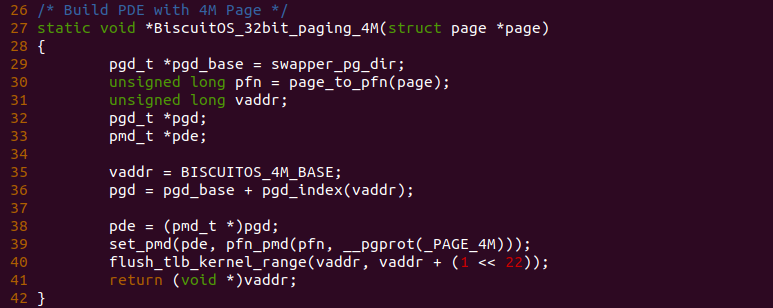 26 /* Build PDE with 4M Page */
27 static void *BiscuitOS_32bit_paging_4M(struct page *page)
28 {
29         pgd_t *pgd_base = swapper_pg_dir;
30         unsigned long pfn = page_to_pfn(page);
31         unsigned long vaddr;
32         pgd_t *pgd;
33         pmd_t *pde;
34
35         vaddr = BISCUITOS_4M_BASE;
36         pgd = pgd_base + pgd_index(vaddr);
37
38         pde = (pmd_t *)pgd;
39         set_pmd(pde, pfn_pmd(pfn, __pgprot(_PAGE_4M)));
40         flush_tlb_kernel_range(vaddr, vaddr + (1 << 22));
41         return (void *)vaddr;
42 }